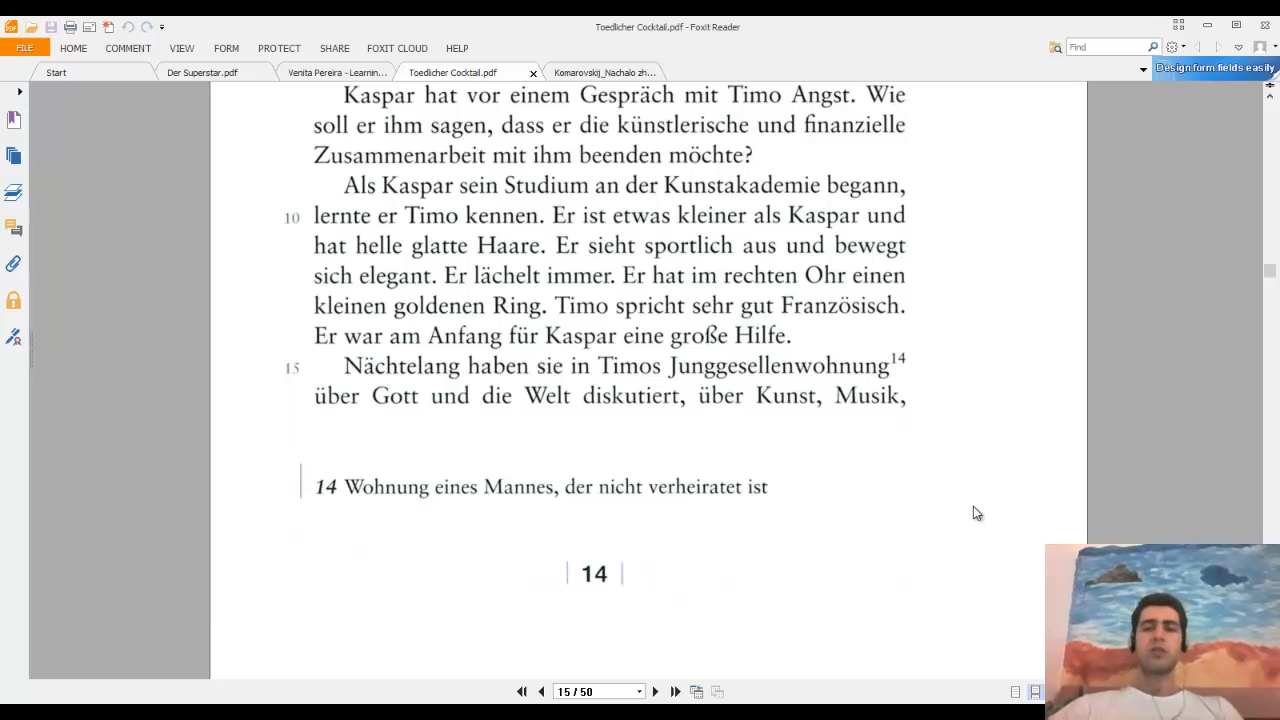 Toedlicher Cocktail.pdf - Foxit Reader
FILE HOME COMMENT VIEW FORM PROTECT SHARE FOXIT CLOUD HELP Find
Start Der Superstar.pdf Venita Pereira - Learnin... Toedlicher Cocktail.pdf Komarovskij_Nachalo zh... Design form fields easily
Kaspar hat vor einem Gespräch mit Timo Angst. Wie
soll er ihm sagen, dass er die künstlerische und finanzielle
Zusammenarbeit mit ihm beenden möchte?
Als Kaspar sein Studium an der Kunstakademie begann,
10 lernte er Timo kennen. Er ist etwas kleiner als Kaspar und
hat helle glatte Haare. Er sieht sportlich aus und bewegt
sich elegant. Er lächelt immer. Er hat im rechten Ohr einen
kleinen goldenen Ring. Timo spricht sehr gut Französisch.
Er war am Anfang für Kaspar eine große Hilfe.
15 Nächtelang haben sie in Timos Junggesellenwohnung14
über Gott und die Welt diskutiert, über Kunst, Musik,
14 Wohnung eines Mannes, der nicht verheiratet ist
14
15 / 50